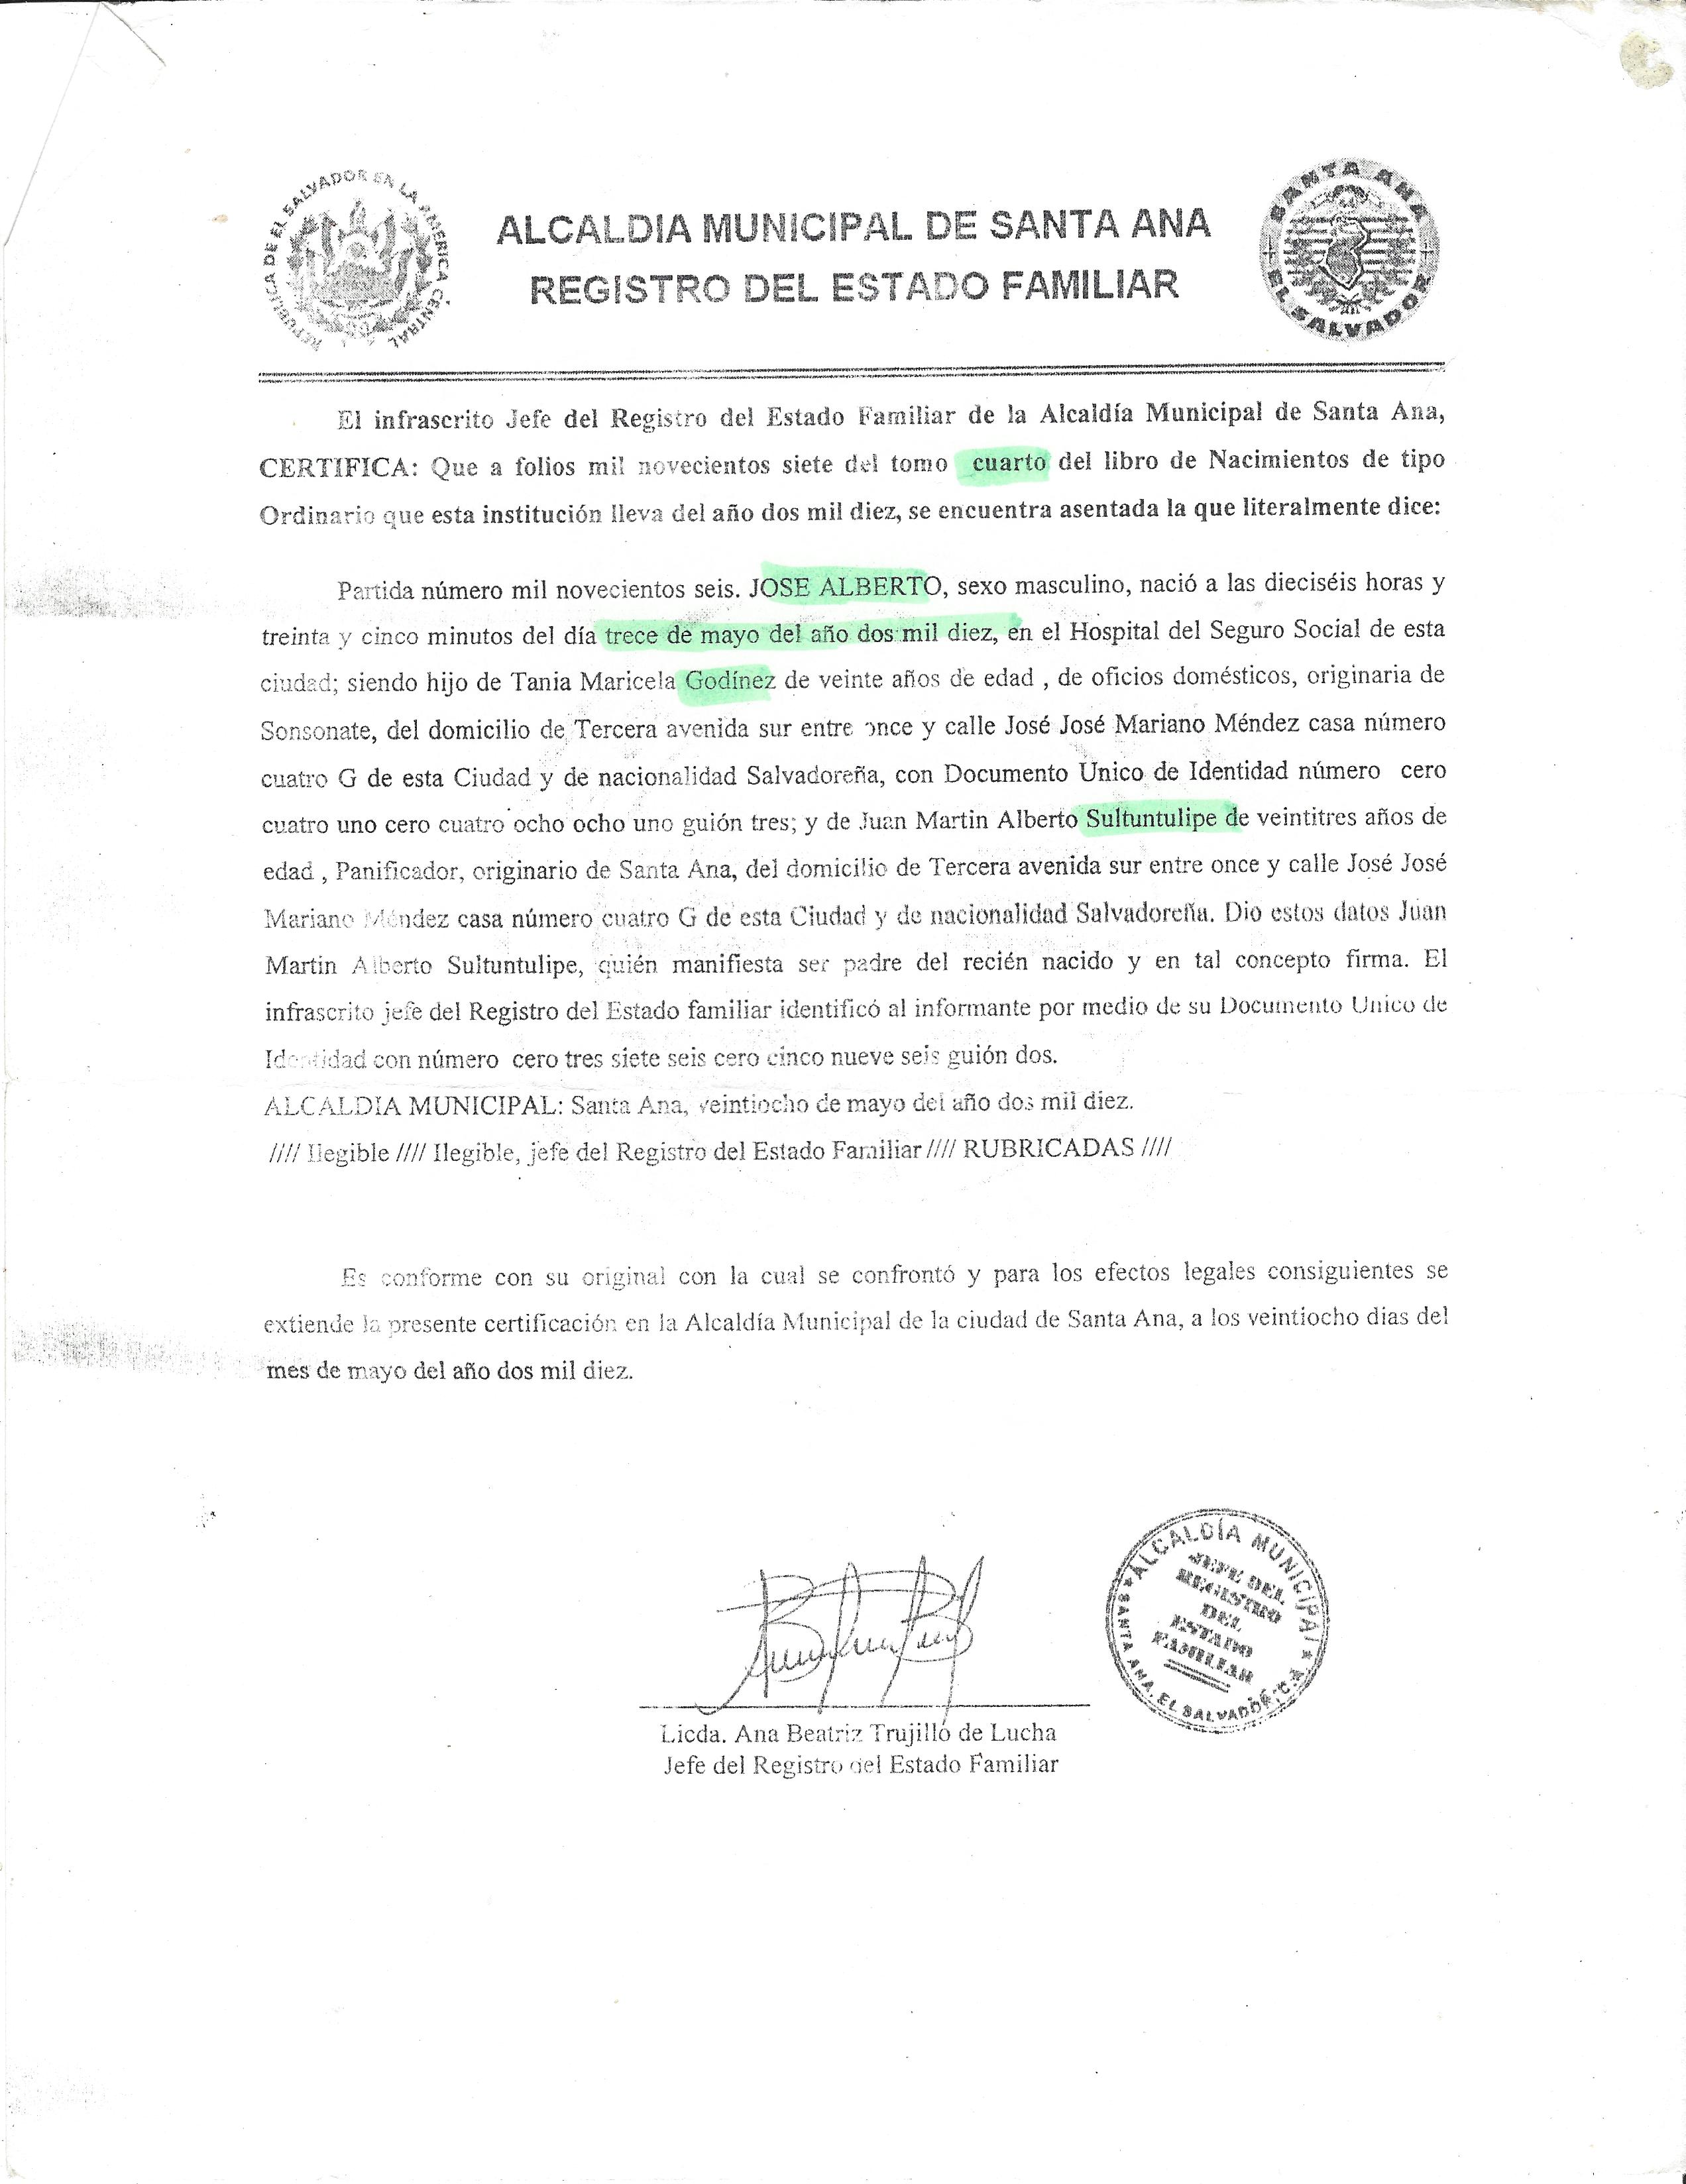 REPUBLICA DE EL SALVADOR EN LA AMERICA CENTRAL
SANTA ANA
EL SALVADOR
ALCALDIA MUNICIPAL DE SANTA ANA
REGISTRO DEL ESTADO FAMILIAR
El infrascrito Jefe del Registro del Estado Familiar de la Alcaldía Municipal de Santa Ana,
CERTIFICA: Que a folios mil novecientos siete del tomo cuarto del libro de Nacimientos de tipo
Ordinario que esta institución lleva del año dos mil diez, se encuentra asentada la que literalmente dice:
Partida número mil novecientos seis. JOSE ALBERTO, sexo masculino, nació a las dieciséis horas y
treinta y cinco minutos del día trece de mayo del año dos mil diez, en el Hospital del Seguro Social de esta
ciudad; siendo hijo de Tania Maricela Godínez de veinte años de edad , de oficios domésticos, originaria de
Sonsonate, del domicilio de Tercera avenida sur entre once y calle José José Mariano Méndez casa número
cuatro G de esta Ciudad y de nacionalidad Salvadoreña, con Documento Unico de Identidad número cero
cuatro uno cero cuatro ocho ocho uno guión tres; y de Juan Martin Alberto Sultuntulipe de veintitres años de
edad , Panificador, originario de Santa Ana, del domicilio de Tercera avenida sur entre once y calle José José
Mariano Méndez casa número cuatro G de esta Ciudad y de nacionalidad Salvadoreña. Dio estos datos Juan
Martin Alberto Sultuntulipe, quién manifiesta ser padre del recién nacido y en tal concepto firma. El
infrascrito jefe del Registro del Estado familiar identificó al informante por medio de su Documento Unico de
Identidad con número cero tres siete seis cero cinco nueve seis guión dos.
ALCALDIA MUNICIPAL: Santa Ana, veintiocho de mayo del año dos mil diez.
//// Ilegible //// Ilegible, jefe del Registro del Estado Familiar //// RUBRICADAS ////
Es conforme con su original con la cual se confrontó y para los efectos legales consiguientes se
extiende la presente certificación en la Alcaldía Municipal de la ciudad de Santa Ana, a los veintiocho dias del
mes de mayo del año dos mil diez.
ALCALDÍA MUNICIPAL
JEFE DEL
REGISTRO
DEL
ESTADO
FAMILIAR
SANTA ANA, EL SALVADOR, C.A.
Licda. Ana Beatriz Trujillo de Lucha
Jefe del Registro del Estado Familiar